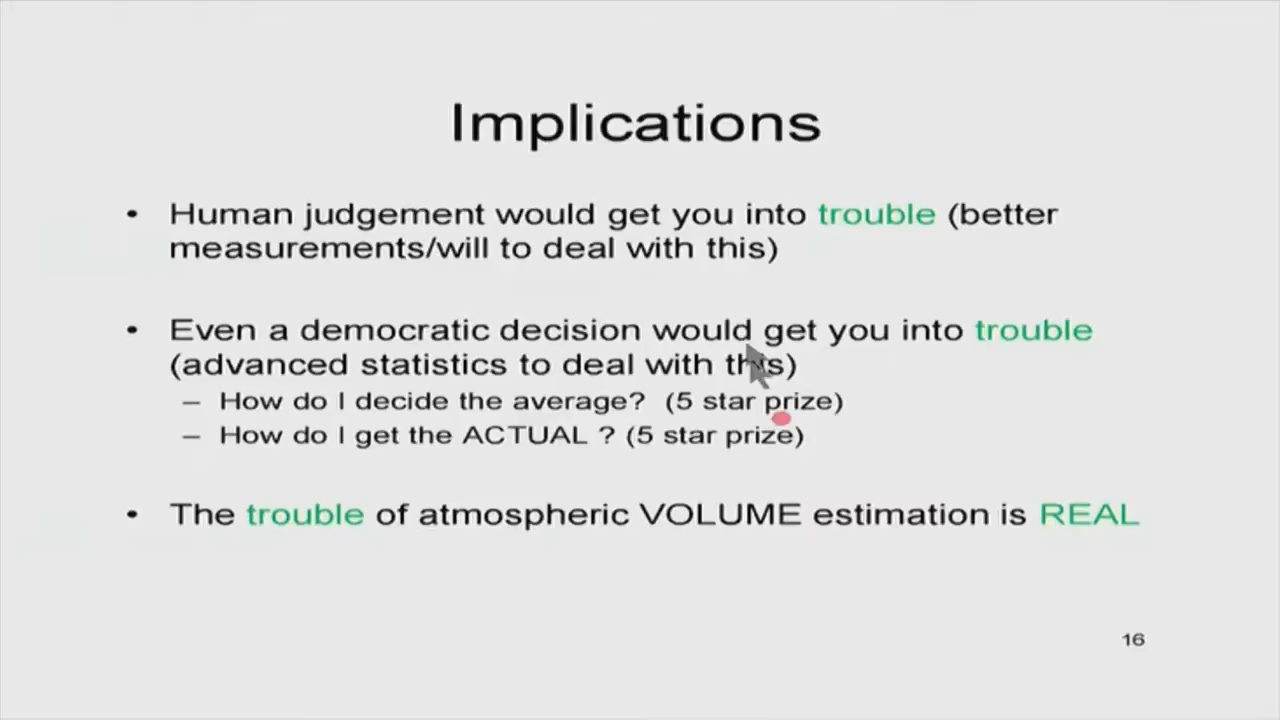 Implications
• Human judgement would get you into trouble (better
measurements/will to deal with this)
• Even a democratic decision would get you into trouble
(advanced statistics to deal with this)
– How do I decide the average? (5 star prize)
– How do I get the ACTUAL ? (5 star prize)
• The trouble of atmospheric VOLUME estimation is REAL
16